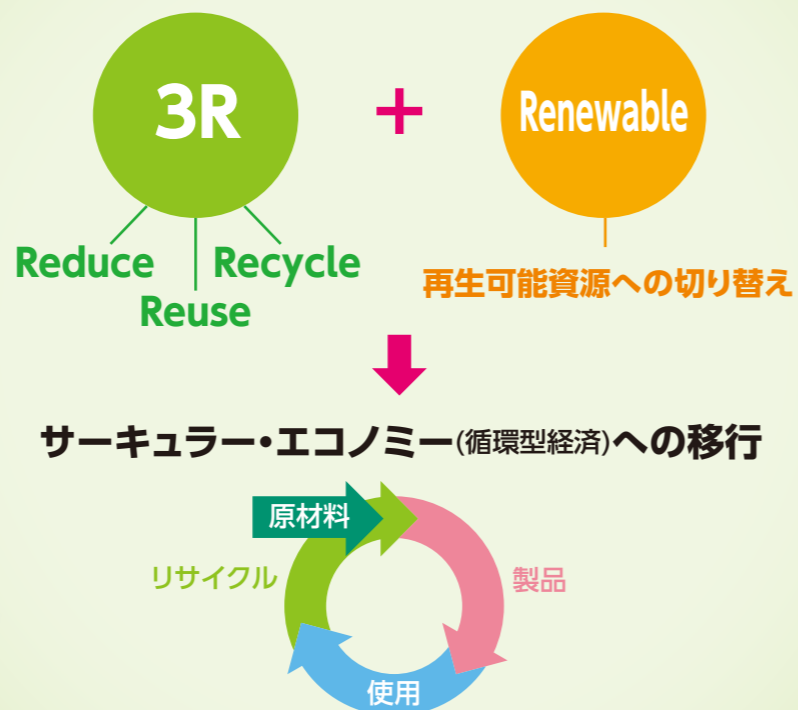 3R
+
Renewable
Reduce
Recycle
Reuse
再生可能資源への切り替え
サーキュラー・エコノミー(循環型経済)への移行
原材料
リサイクル
製品
使用